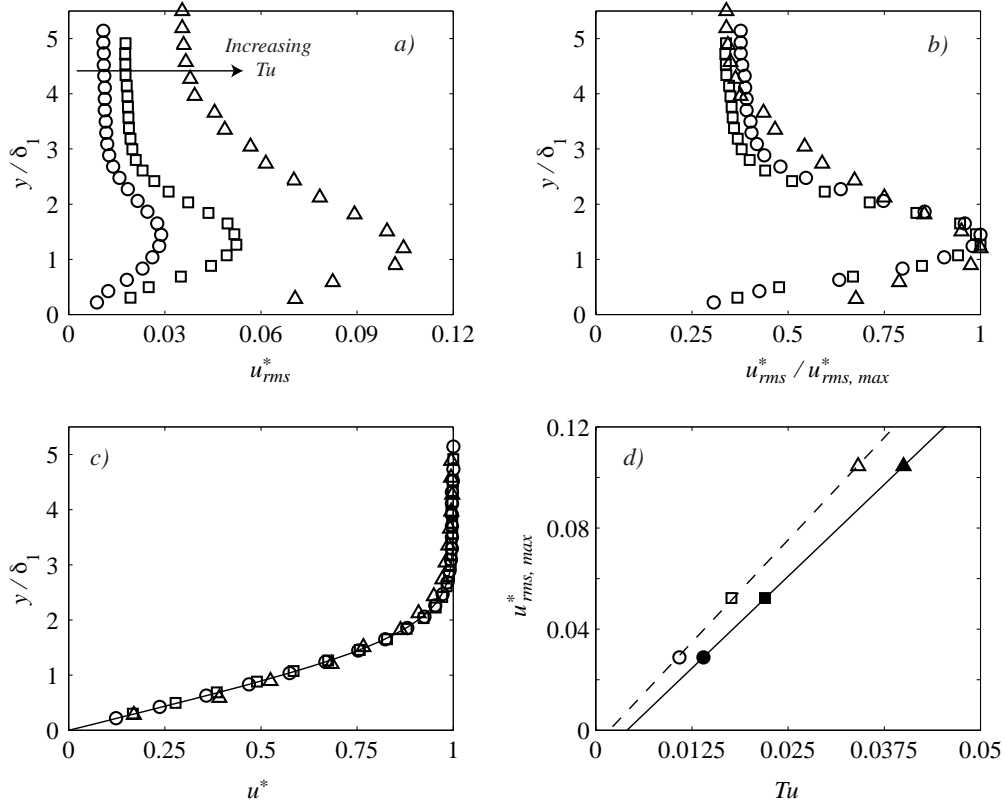 a)
Increasing
Tu
y / δ1
5
4
3
2
1
0
0 0.03 0.06 0.09 0.12
u*rms
b)
y / δ1
5
4
3
2
1
0
0 0.25 0.5 0.75 1
u*rms / u*rms, max
c)
y / δ1
5
4
3
2
1
0
0 0.25 0.5 0.75 1
u*
d)
u*rms, max
0.12
0.08
0.04
0
0 0.0125 0.025 0.0375 0.05
Tu